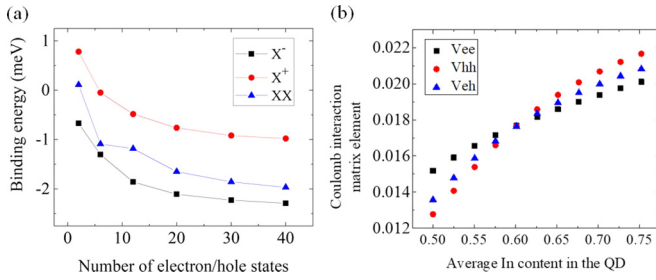 (a)
Binding energy (meV)
1
0
-1
-2
X-
X+
XX
0 10 20 30 40
Number of electron/hole states
(b)
Coulomb interaction
matrix element
0.022
0.020
0.018
0.016
0.014
0.012
Vee
Vhh
Veh
0.50 0.55 0.60 0.65 0.70 0.75
Average In content in the QD